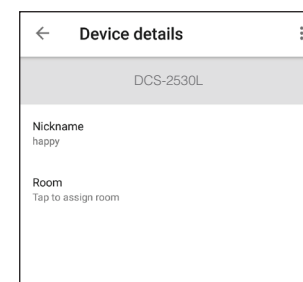 Device details
DCS-2530L
Nickname
happy
Room
Tap to assign room